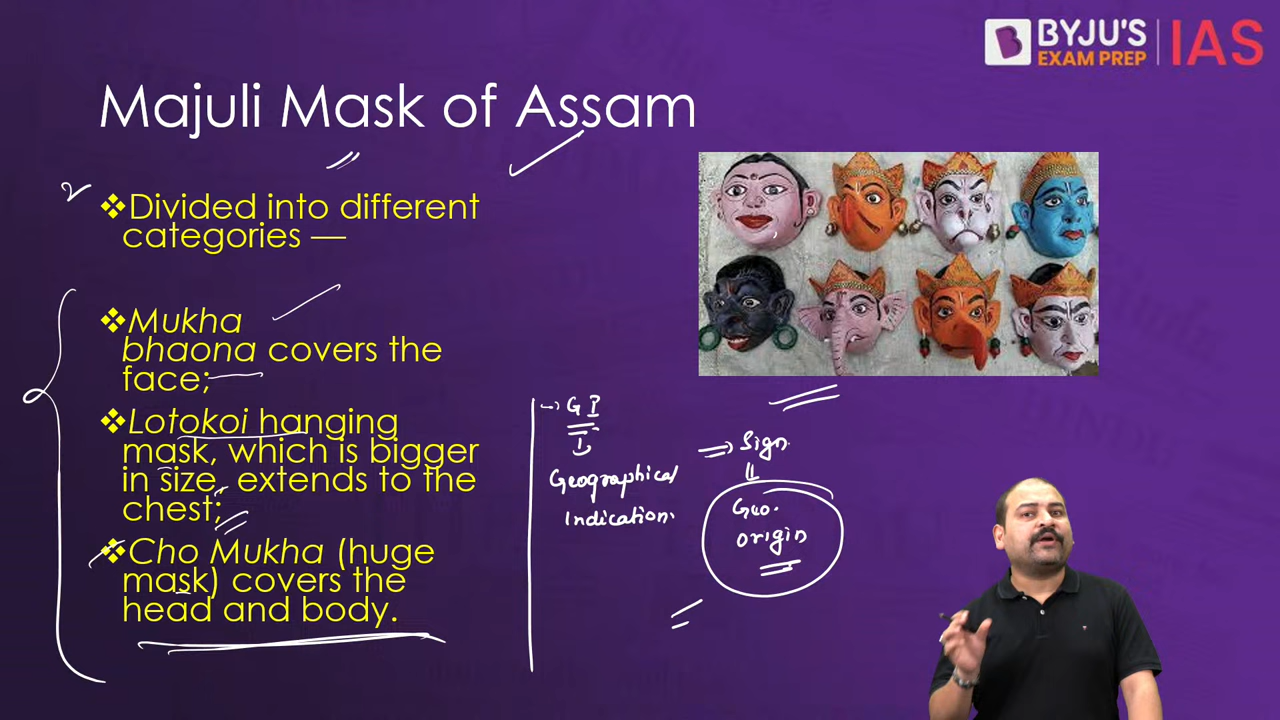 BYJU'S
EXAM PREP
IAS
Majuli Mask of Assam
❖Divided into different
categories —
❖Mukha
bhaona covers the
face;
❖Lotokoi hanging
mask, which is bigger
in size, extends to the
chest;
❖Cho Mukha (huge
mask) covers the
head and body.
→ GI
Geographical
Indication.
⇒ Sign.
Geo.
origin